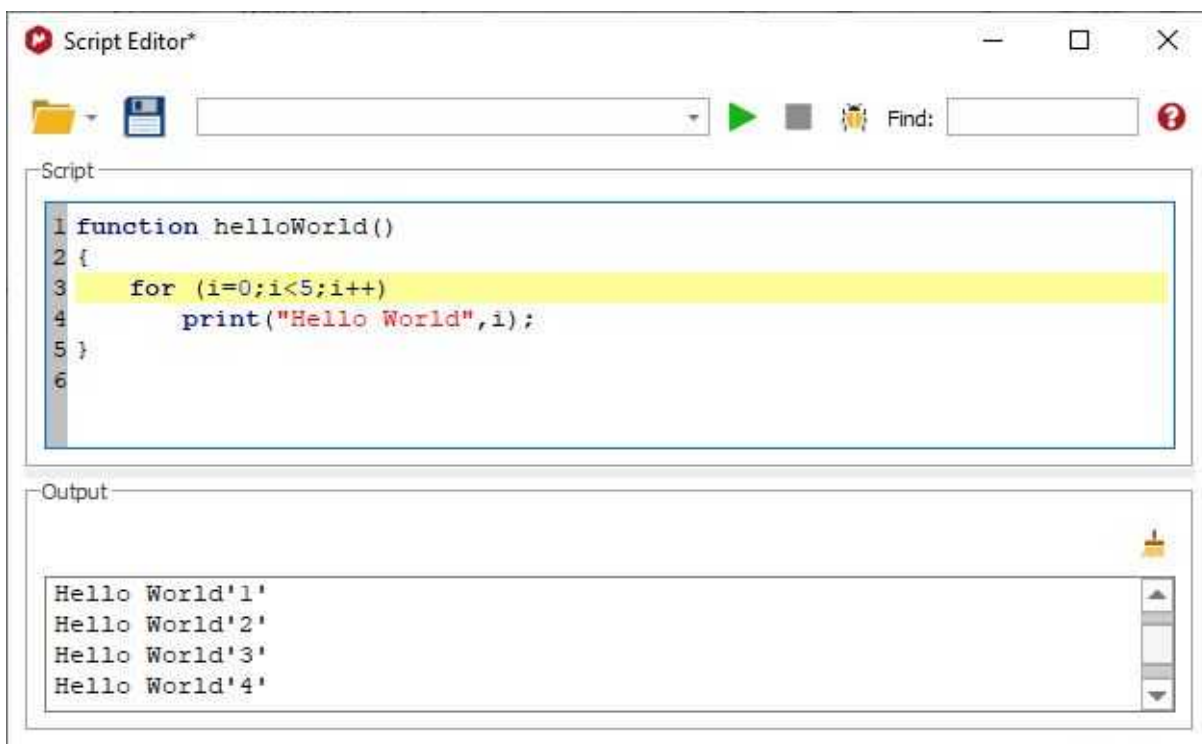 Script Editor*
Find:
Script
1 function helloWorld()
2 {
3 for (i=0;i<5;i++)
4 print("Hello World",i);
5 }
6
Output
Hello World'1'
Hello World'2'
Hello World'3'
Hello World'4'